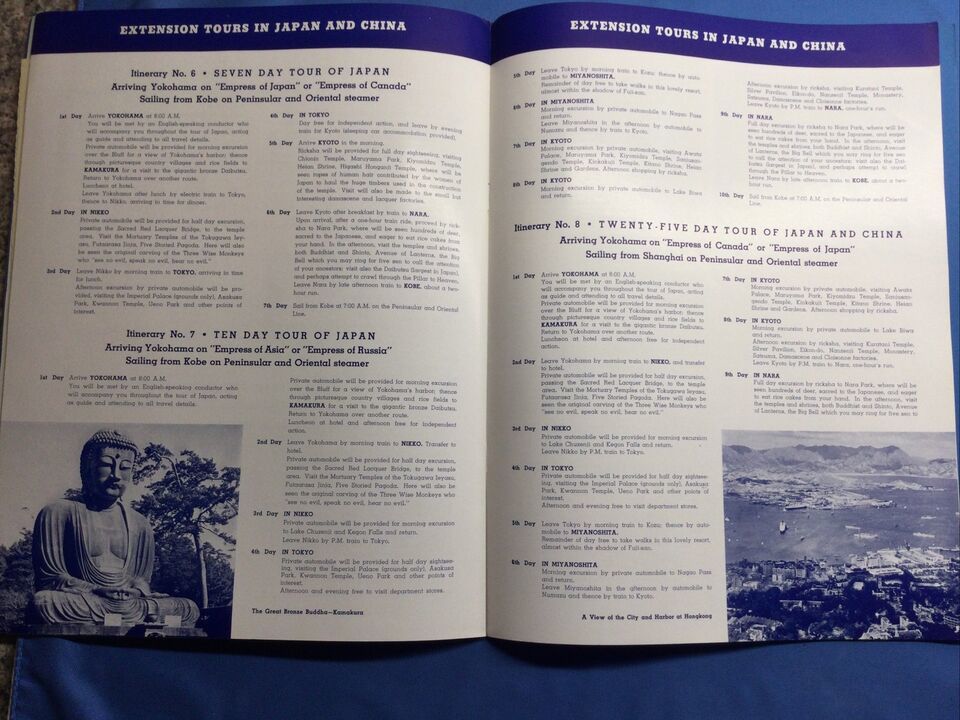 EXTENSION TOURS IN JAPAN AND CHINA
Itinerary No. 6 • SEVEN DAY TOUR OF JAPAN
Arriving Yokohama on "Empress of Japan" or "Empress of Canada"
Sailing from Kobe on Peninsular and Oriental steamer
1st Day Arrive YOKOHAMA at 8:00 A.M.
You will be met by an English-speaking conductor who
will accompany you throughout the tour of Japan, acting
as guide and attending to all travel details.
Private automobile will be provided for morning excursion
over the Bluff for a view of Yokohama's harbor; thence
through picturesque country villages and rice fields to
KAMAKURA for a visit to the gigantic bronze Daibutsu.
Return to Yokohama over another route.
Luncheon at hotel.
Leave Yokohama after lunch by electric train to Tokyo,
thence to Nikko, arriving in time for dinner.
2nd Day IN NIKKO
Private automobile will be provided for half day excursion,
passing the Sacred Red Lacquer Bridge, to the temple
area. Visit the Mortuary Temples of the Tokugawa Ieyasu,
Futaarasa Jinja, Five Storied Pagoda. Here will also
be seen the original carving of the Three Wise Monkeys
who "see no evil, speak no evil, hear no evil."
3rd Day Leave Nikko by morning train to TOKYO, arriving in time
for lunch.
Afternoon excursion by private automobile will be pro-
vided, visiting the Imperial Palace (grounds only), Asakusa
Park, Kwannon Temple, Ueno Park and other points of
interest.
4th Day IN TOKYO
Day free for independent action, and leave by evening
train for Kyoto (sleeping car accommodation provided).
5th Day Arrive KYOTO in the morning.
Ricksha will be provided for full day sightseeing, visiting
Chionin Temple, Maruyama Park, Kiyomidzu Temple,
Heian Shrine, Higashi Hongwan Temple, where will be
seen ropes of human hair contributed by the women of
Japan to haul the huge timbers used in the construction
of the temple. Visit will also be made to the small but
interesting damascene and lacquer factories.
6th Day Leave Kyoto after breakfast by train to NARA.
Upon arrival, after a one-hour train ride, proceed by rick-
sha to Nara Park, where will be seen hundreds of deer,
sacred to the Japanese, and eager to eat rice cakes from
your hand. In the afternoon, visit the temples and shrines,
both Buddhist and Shinto, Avenue of Lanterns, the Big
Bell which you may ring for five sen to call the attention
of your ancestors; visit also the Daibutsu (largest in Japan),
and perhaps attempt to crawl through the Pillar to Heaven.
Leave Nara by late afternoon train to KOBE, about a two-
hour run.
7th Day Sail from Kobe at 7:00 A.M. on the Peninsular and Oriental
Line.
Itinerary No. 7 • TEN DAY TOUR OF JAPAN
Arriving Yokohama on "Empress of Asia" or "Empress of Russia"
Sailing from Kobe on Peninsular and Oriental steamer
1st Day Arrive YOKOHAMA at 8:00 A.M.
You will be met by an English-speaking conductor who
will accompany you throughout the tour of Japan, acting
as guide and attending to all travel details.
Private automobile will be provided for morning excursion
over the Bluff for a view of Yokohama's harbor; thence
through picturesque country villages and rice fields to
KAMAKURA for a visit to the gigantic bronze Daibutsu.
Return to Yokohama over another route.
Luncheon at hotel and afternoon free for independent
action.
2nd Day Leave Yokohama by morning train to NIKKO. Transfer to
hotel.
Private automobile will be provided for half day excursion,
passing the Sacred Red Lacquer Bridge, to the temple
area. Visit the Mortuary Temples of the Tokugawa Ieyasu,
Futaarasa Jinja, Five Storied Pagoda. Here will also be
seen the original carving of the Three Wise Monkeys who
"see no evil, speak no evil, hear no evil."
3rd Day IN NIKKO
Private automobile will be provided for morning excursion
to Lake Chuzenji and Kegon Falls and return.
Leave Nikko by P.M. train to Tokyo.
4th Day IN TOKYO
Private automobile will be provided for half day sightsee-
ing, visiting the Imperial Palace (grounds only), Asakusa
Park, Kwannon Temple, Ueno Park and other points of
interest.
Afternoon and evening free to visit department stores.
The Great Bronze Buddha—Kamakura
EXTENSION TOURS IN JAPAN AND CHINA
5th Day Leave Tokyo by morning train to Kozu; thence by auto-
mobile to MIYANOSHITA.
Remainder of day free to take walks in this lovely resort,
almost within the shadow of Fuji-san.
6th Day IN MIYANOSHITA
Morning excursion by private automobile to Nagao Pass
and return.
Leave Miyanoshita in the afternoon by automobile to
Numazu and thence by train to Kyoto.
7th Day IN KYOTO
Morning excursion by private automobile, visiting Awata
Palace, Maruyama Park, Kiyomidzu Temple, Sanjusan-
gendo Temple, Kinkakuji Temple, Kitano Shrine, Heian
Shrine and Gardens. Afternoon shopping by ricksha.
8th Day IN KYOTO
Morning excursion by private automobile to Lake Biwa
and return.
Afternoon excursion by ricksha, visiting Kuratani Temple,
Silver Pavilion, Eikon-do, Nanzenji Temple, Monastery,
Satsuma, Damascene and Cloisonne factories.
Leave Kyoto by P.M. train to NARA, one-hour's run.
9th Day IN NARA
Full day excursion by ricksha to Nara Park, where will be
seen hundreds of deer, sacred to the Japanese, and eager
to eat rice cakes from your hand. In the afternoon, visit
the temples and shrines, both Buddhist and Shinto, Avenue
of Lanterns, the Big Bell, which you may ring for five sen
to call the attention of your ancestors; visit also the Dai-
butsu (largest in Japan), and perhaps attempt to crawl
through the Pillar to Heaven.
Leave Nara by late afternoon train to KOBE, about a two-
hour run.
10th Day Sail from Kobe at 7:00 A.M. on the Peninsular and Oriental
Line.
Itinerary No. 8 • TWENTY-FIVE DAY TOUR OF JAPAN AND CHINA
Arriving Yokohama on "Empress of Canada" or "Empress of Japan"
Sailing from Shanghai on Peninsular and Oriental steamer
1st Day Arrive YOKOHAMA at 8:00 A.M.
You will be met by an English-speaking conductor who
will accompany you throughout the tour of Japan, acting
as guide and attending to all travel details.
Private automobile will be provided for morning excursion
over the Bluff for a view of Yokohama's harbor; thence
through picturesque country villages and rice fields to
KAMAKURA for a visit to the gigantic bronze Daibutsu.
Return to Yokohama over another route.
Luncheon at hotel and afternoon free for independent
action.
2nd Day Leave Yokohama by morning train to NIKKO, and transfer
to hotel.
Private automobile will be provided for half day excursion,
passing the Sacred Red Lacquer Bridge, to the temple
area. Visit the Mortuary Temples of the Tokugawa Ieyasu,
Futaarasa Jinja, Five Storied Pagoda. Here will also be
seen the original carving of the Three Wise Monkeys who
"see no evil, speak no evil, hear no evil."
3rd Day IN NIKKO
Private automobile will be provided for morning excursion
to Lake Chuzenji and Kegon Falls and return.
Leave Nikko by P.M. train to Tokyo.
4th Day IN TOKYO
Private automobile will be provided for half day sightsee-
ing, visiting the Imperial Palace (grounds only), Asakusa
Park, Kwannon Temple, Ueno Park and other points of
interest.
Afternoon and evening free to visit department stores.
5th Day Leave Tokyo by morning train to Kozu; thence by auto-
mobile to MIYANOSHITA.
Remainder of day free to take walks in this lovely resort,
almost within the shadow of Fuji-san.
6th Day IN MIYANOSHITA
Morning excursion by private automobile to Nagao Pass
and return.
Leave Miyanoshita in the afternoon by automobile to
Numazu and thence by train to Kyoto.
7th Day IN KYOTO
Morning excursion by private automobile, visiting Awata
Palace, Maruyama Park, Kiyomidzu Temple, Sanjusan-
gendo Temple, Kinkakuji Temple, Kitano Shrine, Heian
Shrine and Gardens. Afternoon shopping by ricksha.
8th Day IN KYOTO
Morning excursion by private automobile to Lake Biwa
and return.
Afternoon excursion by ricksha, visiting Kuratani Temple,
Silver Pavilion, Eikon-do, Nanzenji Temple, Monastery,
Satsuma, Damascene and Cloisonne factories.
Leave Kyoto by P.M. train to Nara, one-hour's run.
9th Day IN NARA
Full day excursion by ricksha to Nara Park, where will be
seen hundreds of deer, sacred to the Japanese, and eager
to eat rice cakes from your hand. In the afternoon, visit
the temples and shrines, both Buddhist and Shinto, Avenue
of Lanterns, the Big Bell which you may ring for five sen to
A View of the City and Harbor at Hongkong